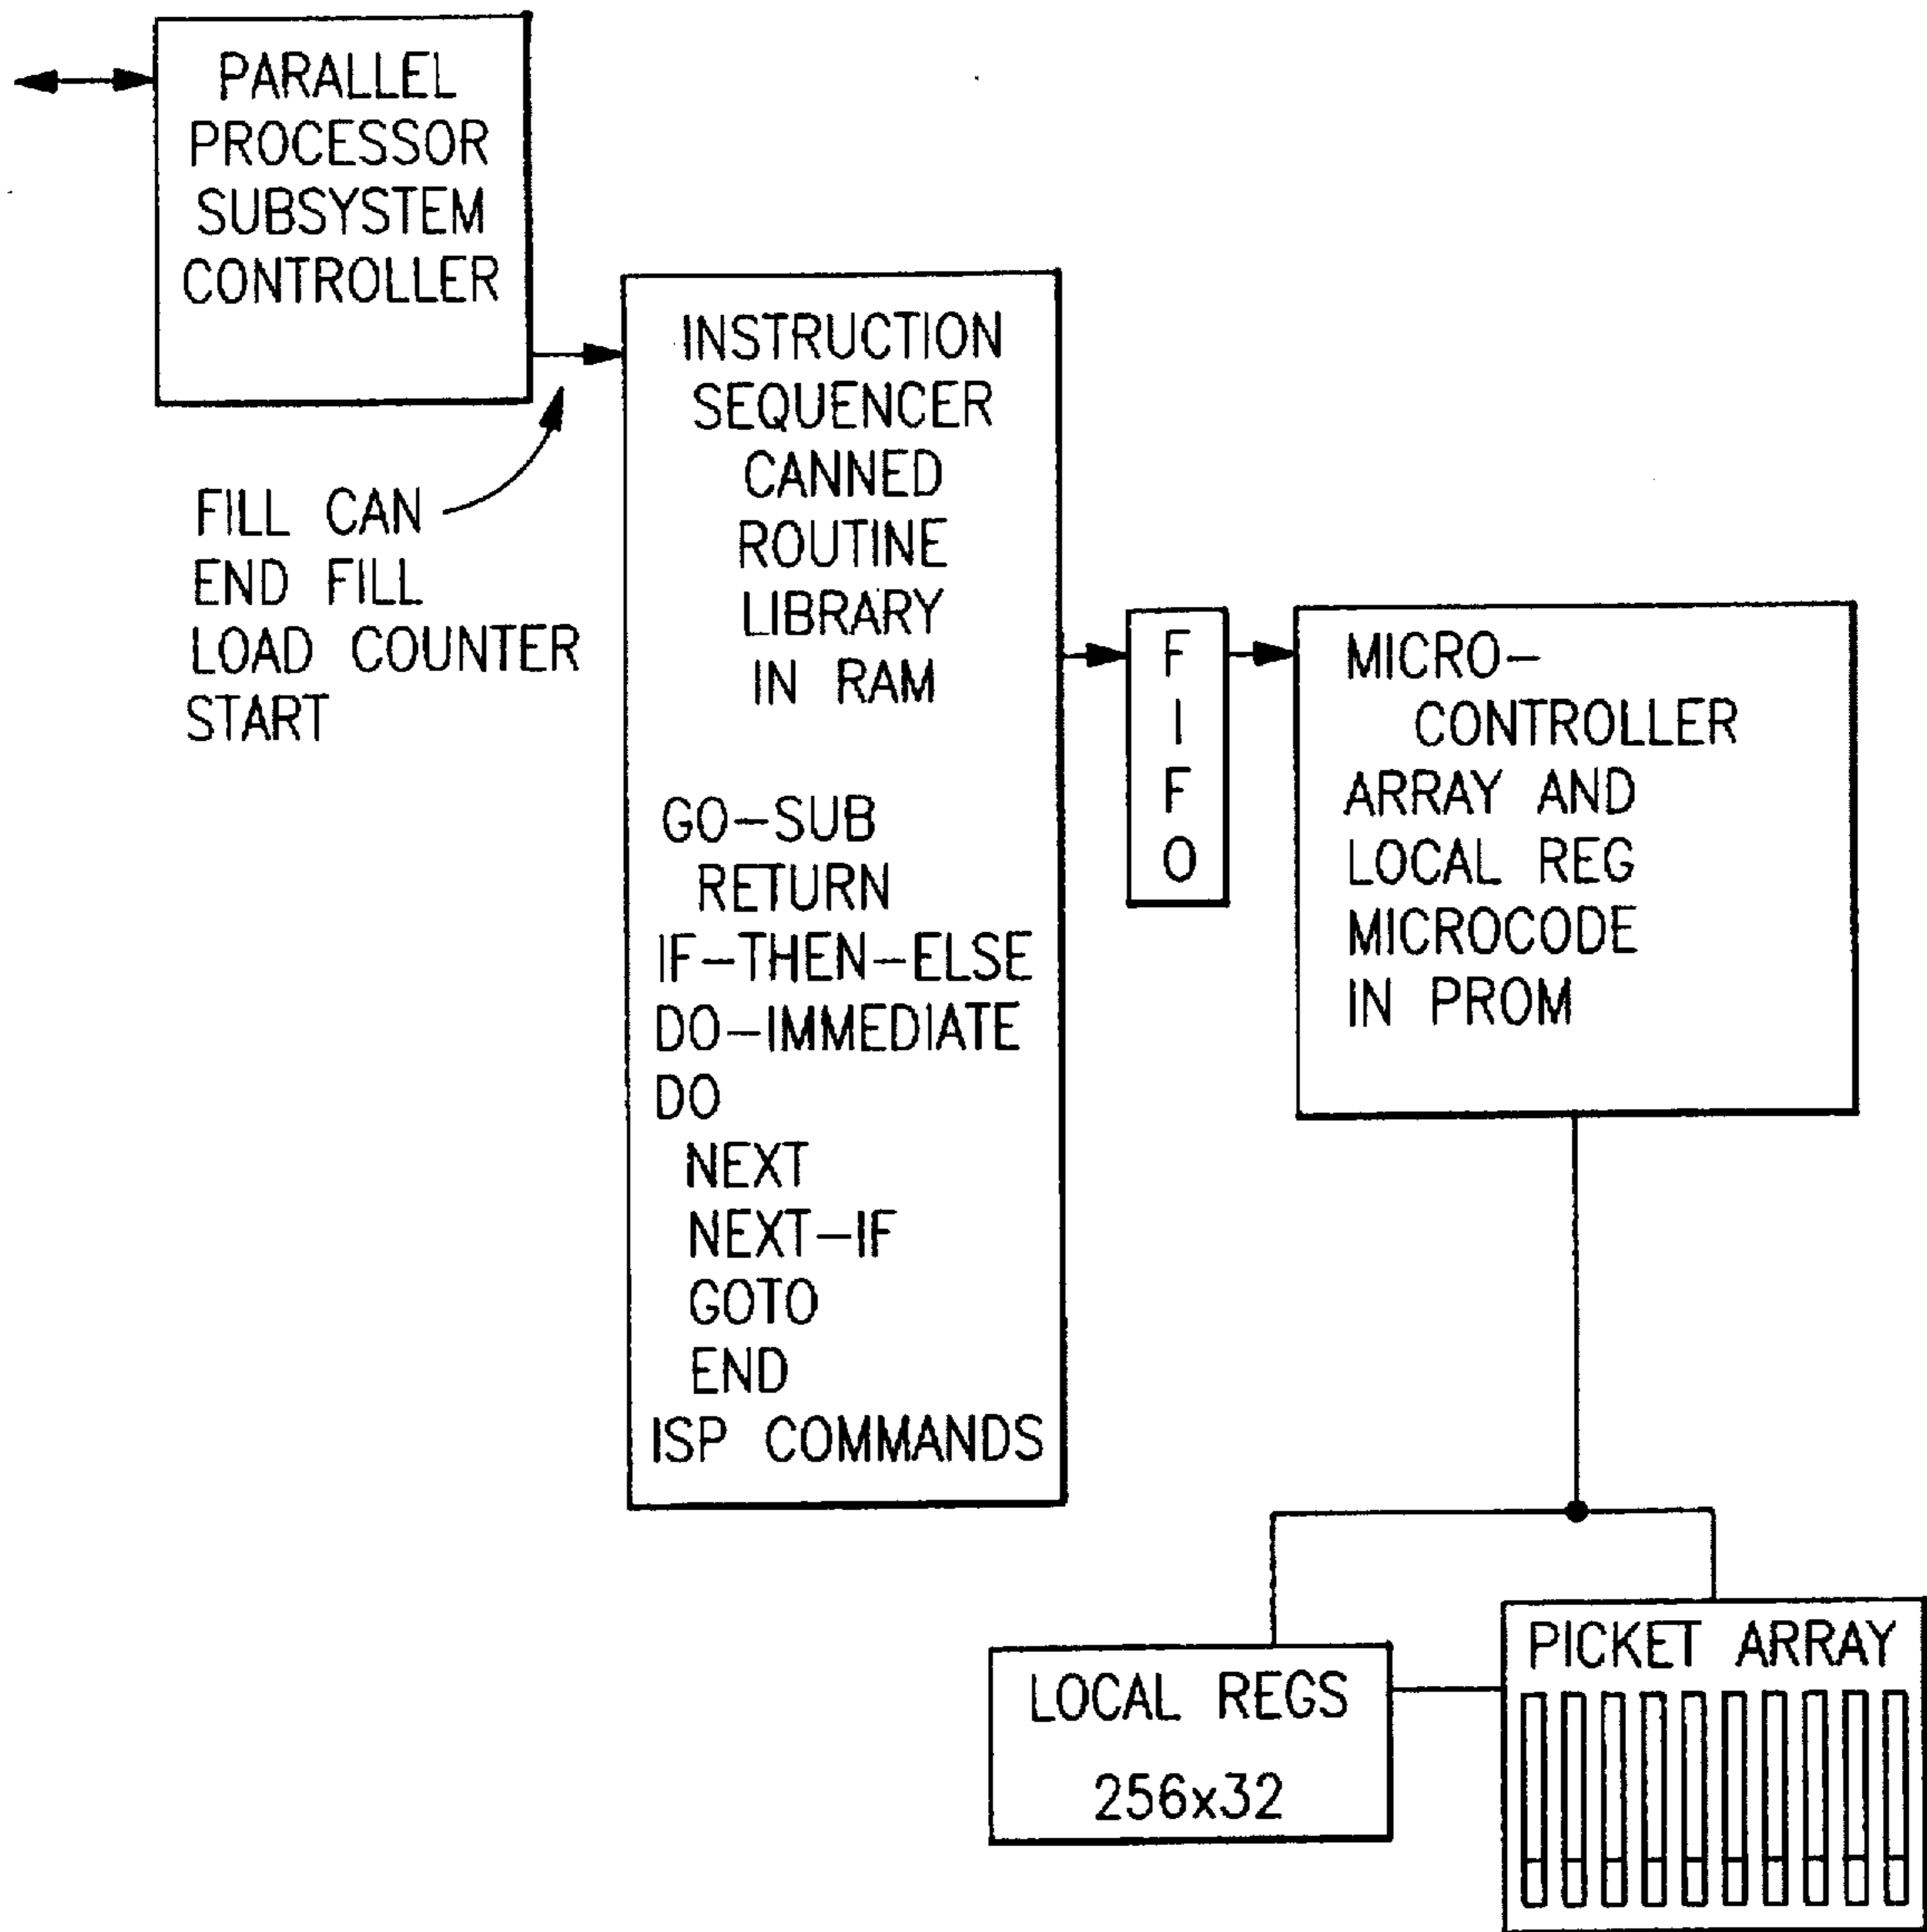 PARALLEL
PROCESSOR
SUBSYSTEM
CONTROLLER
FILL CAN
END FILL
LOAD COUNTER
START
INSTRUCTION
SEQUENCER
CANNED
ROUTINE
LIBRARY
IN RAM
GO-SUB
RETURN
IF-THEN-ELSE
DO-IMMEDIATE
DO
NEXT
NEXT-IF
GOTO
END
ISP COMMANDS
F
I
F
O
MICRO-
CONTROLLER
ARRAY AND
LOCAL REG
MICROCODE
IN PROM
LOCAL REGS
256x32
PICKET ARRAY